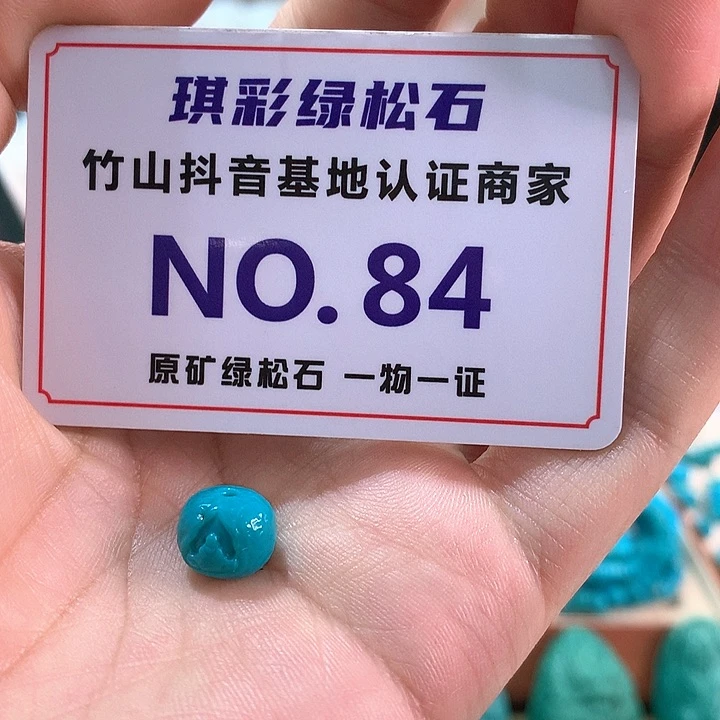 琪彩绿松石
竹山抖音基地认证商家
NO. 84
原矿绿松石 一物一证